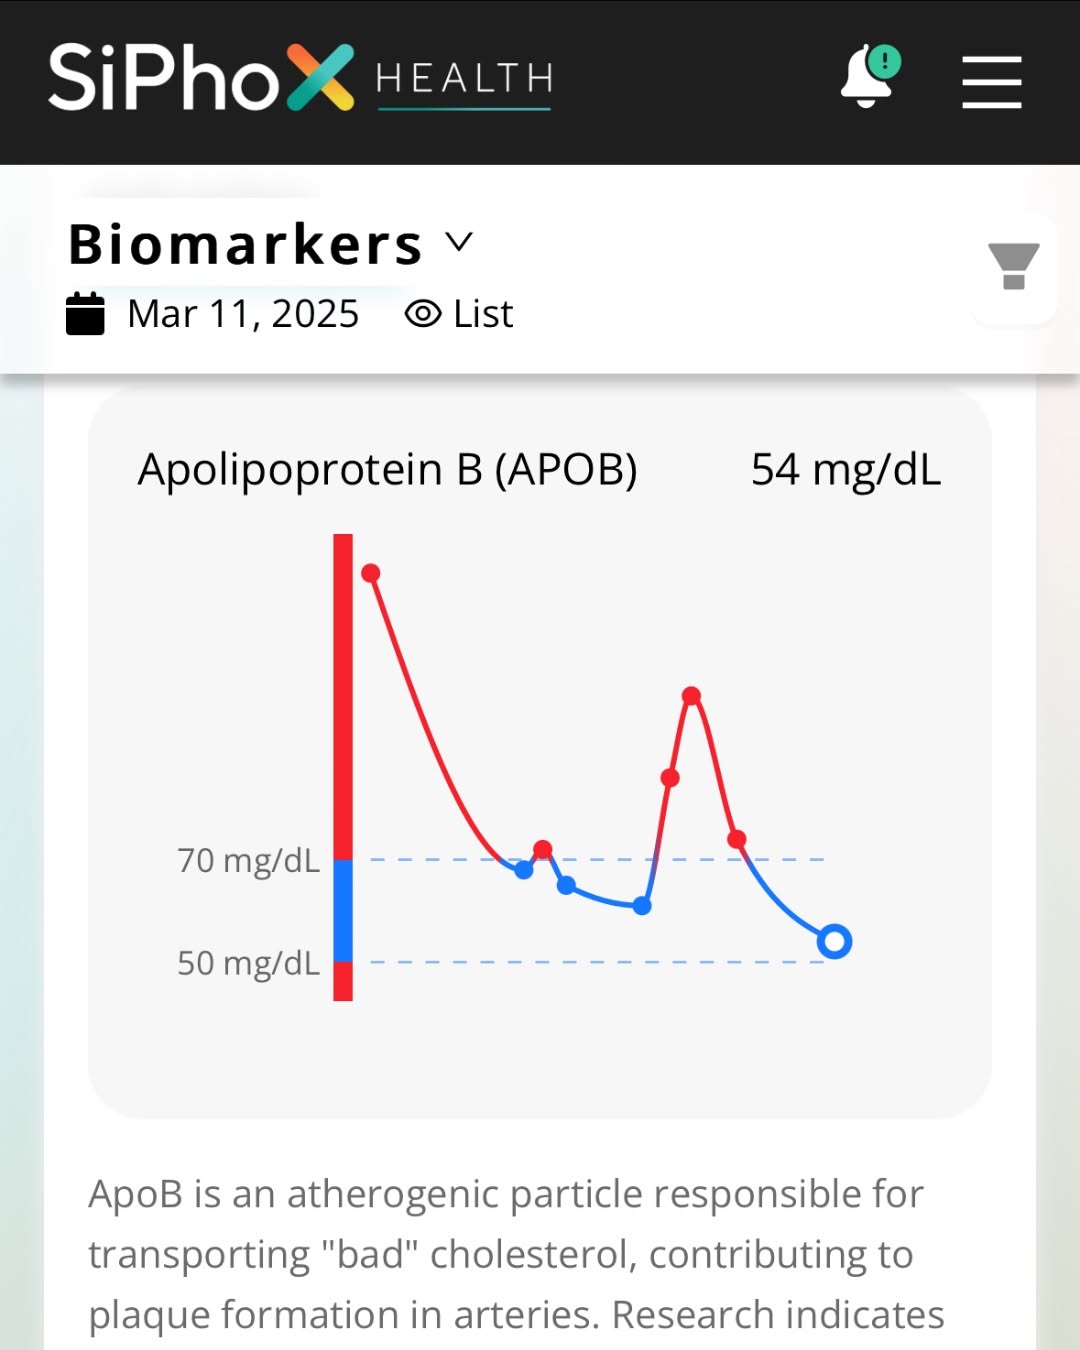 SiPhoX HEALTH
Biomarkers
Mar 11, 2025 List
Apolipoprotein B (APOB) 54 mg/dL
70 mg/dL
50 mg/dL
ApoB is an atherogenic particle responsible for
transporting "bad" cholesterol, contributing to
plaque formation in arteries. Research indicates